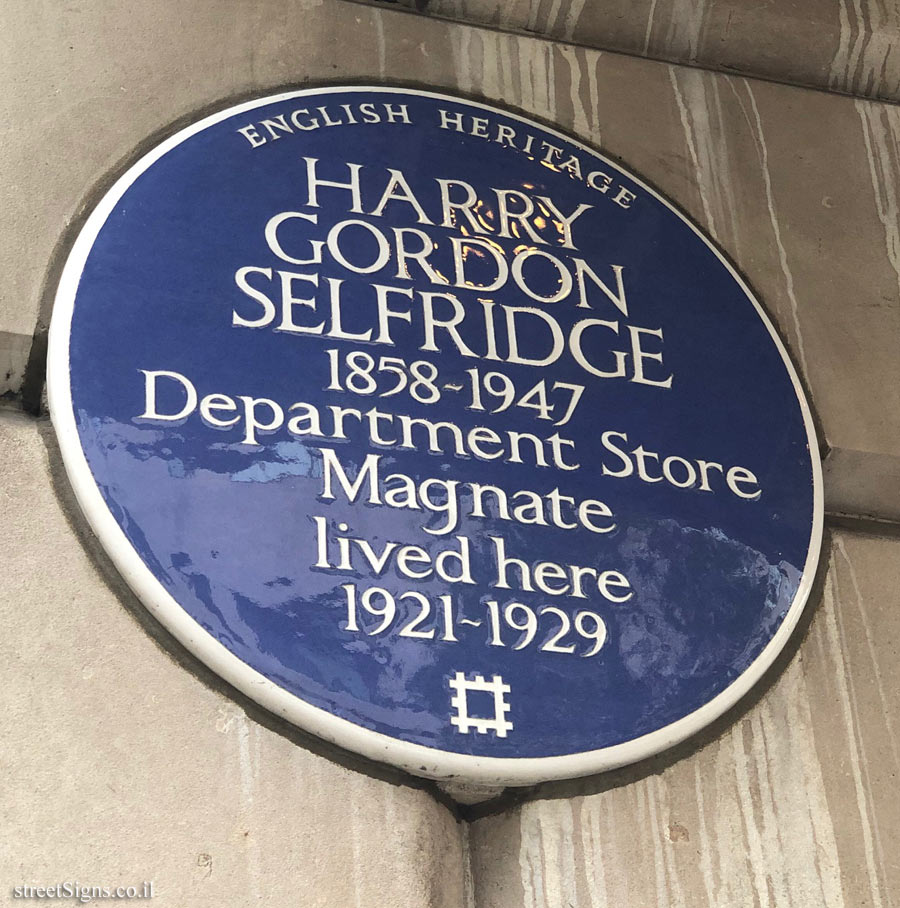 ENGLISH HERITAGE
HARRY
GORDON
SELFRIDGE
1858-1947
Department Store
Magnate
lived here
1921-1929
streetSigns.co.il